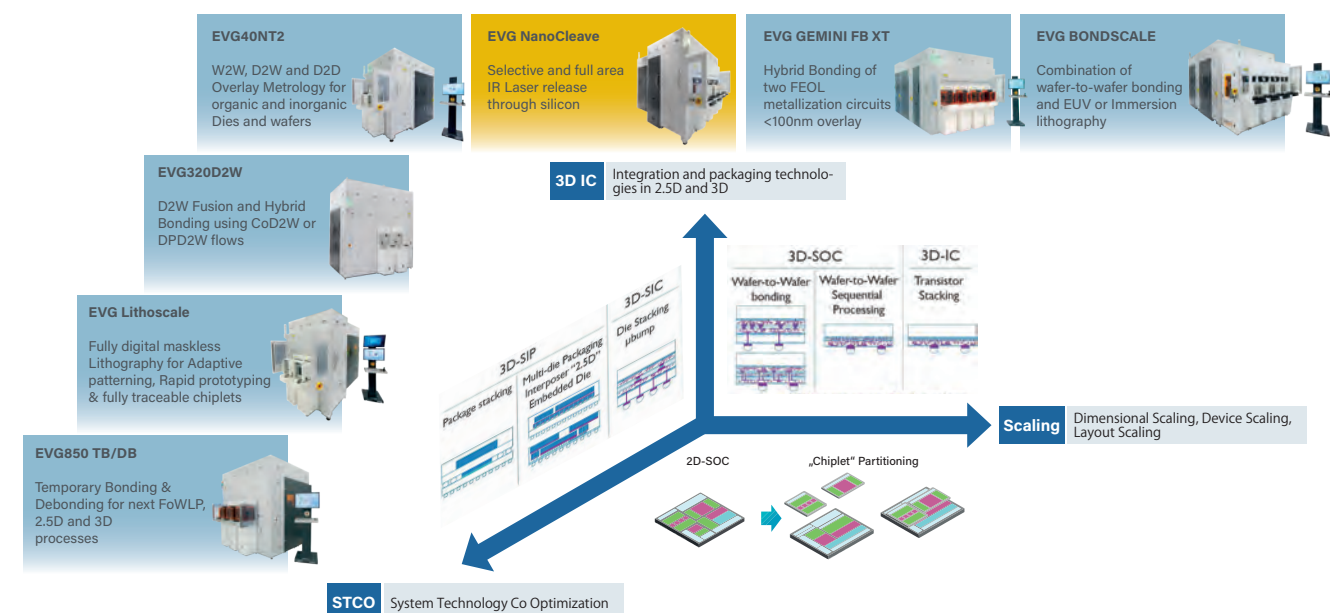 EVG40NT2
W2W, D2W and D2D
Overlay Metrology for
organic and inorganic
Dies and wafers
EVG NanoCleave
Selective and full area
IR Laser release
through silicon
EVG GEMINI FB XT
Hybrid Bonding of
two FEOL
metallization circuits
<100nm overlay
EVG BONDSCALE
Combination of
wafer-to-wafer bonding
and EUV or Immersion
lithography
EVG320D2W
D2W Fusion and Hybrid
Bonding using CoD2W or
DPD2W flows
3D IC
Integration and packaging technolo-
gies in 2.5D and 3D
EVG Lithoscale
Fully digital maskless
Lithography for Adaptive
patterning, Rapid prototyping
& fully traceable chiplets
3D-SIP
Package stacking
Multi-die Packaging
Interposer "2.5D"
Embedded Die
3D-SIC
Die Stacking
µbump
3D-SOC
Wafer-to-Wafer
bonding
Wafer-to-Wafer
Sequential
Processing
3D-IC
Transistor
Stacking
Scaling
Dimensional Scaling, Device Scaling,
Layout Scaling
EVG850 TB/DB
Temporary Bonding &
Debonding for next FoWLP,
2.5D and 3D
processes
2D-SOC
„Chiplet" Partitioning
STCO
System Technology Co Optimization